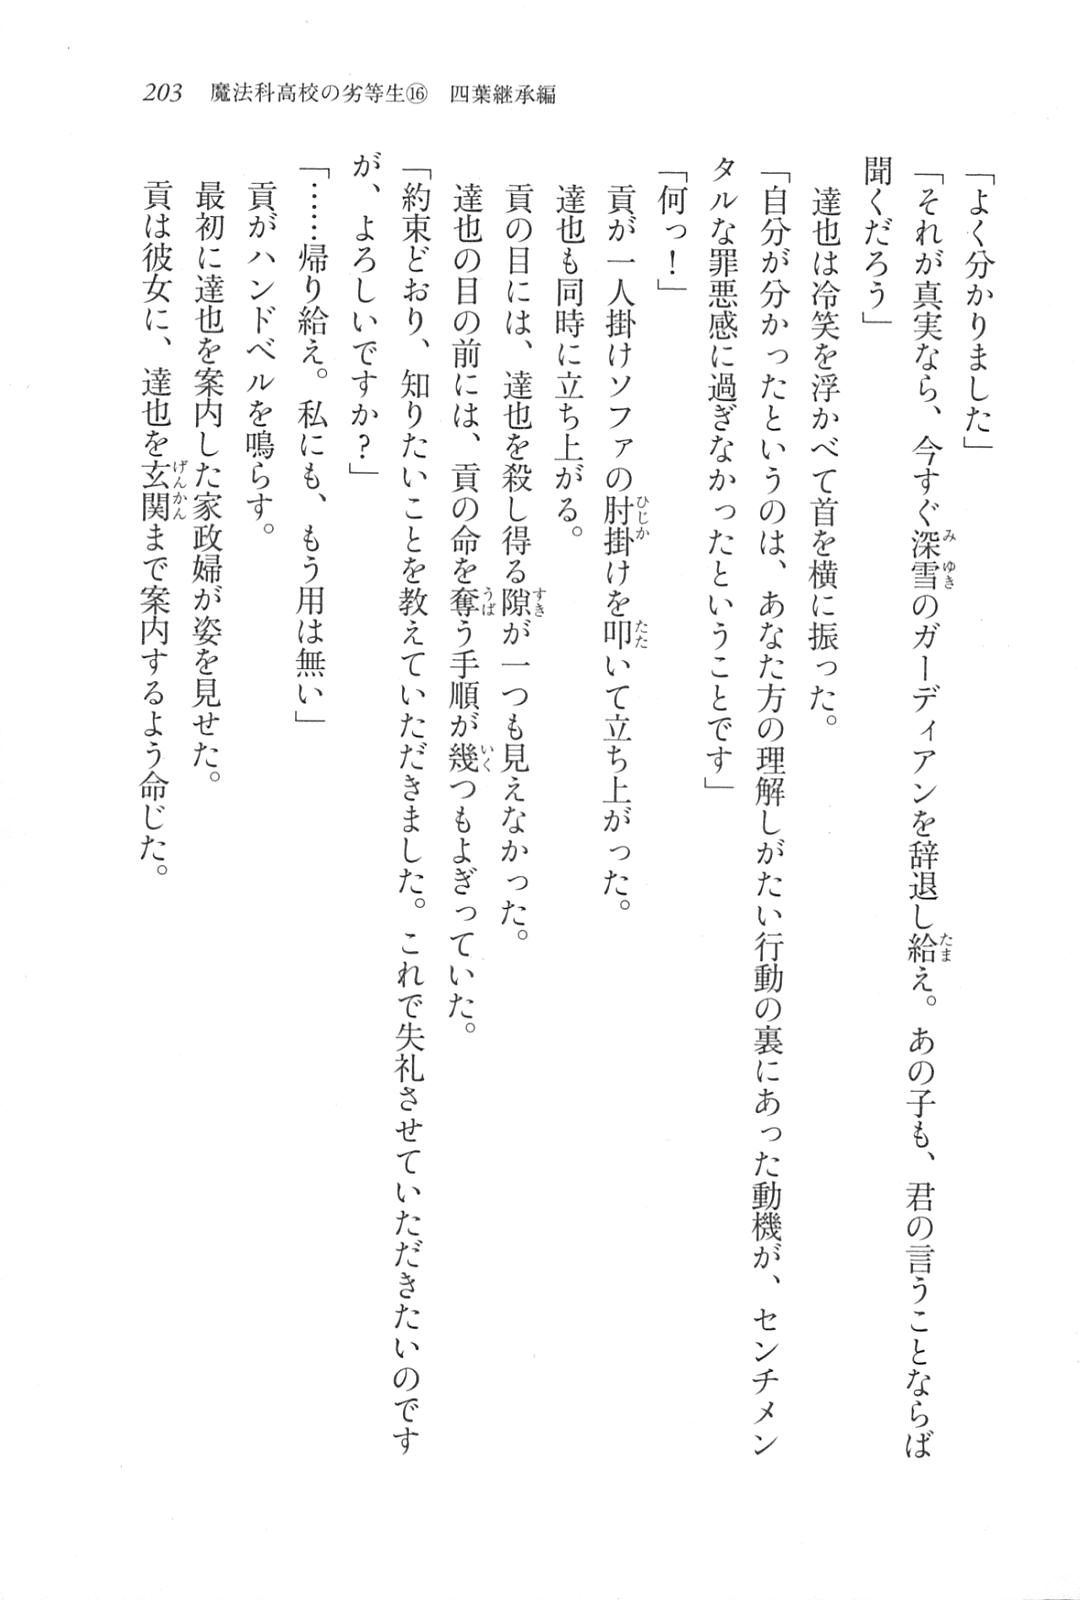 203 魔法科高校の劣等生⑯ 四葉継承編
「よく分かりました」
「それが真実なら、今すぐ深雪のガーディアンを辞退し給え。あの子も、君の言うことならば
聞くだろう」
達也は冷笑を浮かべて首を横に振った。
「自分が分かったというのは、あなた方の理解しがたい行動の裏にあった動機が、センチメン
タルな罪悪感に過ぎなかったということです」
「何っ！」
貢が一人掛けソファの肘掛けを叩いて立ち上がった。
達也も同時に立ち上がる。
貢の目には、達也を殺し得る隙が一つも見えなかった。
達也の目の前には、貢の命を奪う手順が幾つもよぎっていた。
「約束どおり、知りたいことを教えていただきました。これで失礼させていただきたいのです
が、よろしいですか？」
「……帰り給え。私にも、もう用は無い」
貢がハンドベルを鳴らす。
最初に達也を案内した家政婦が姿を見せた。
貢は彼女に、達也を玄関まで案内するよう命じた。